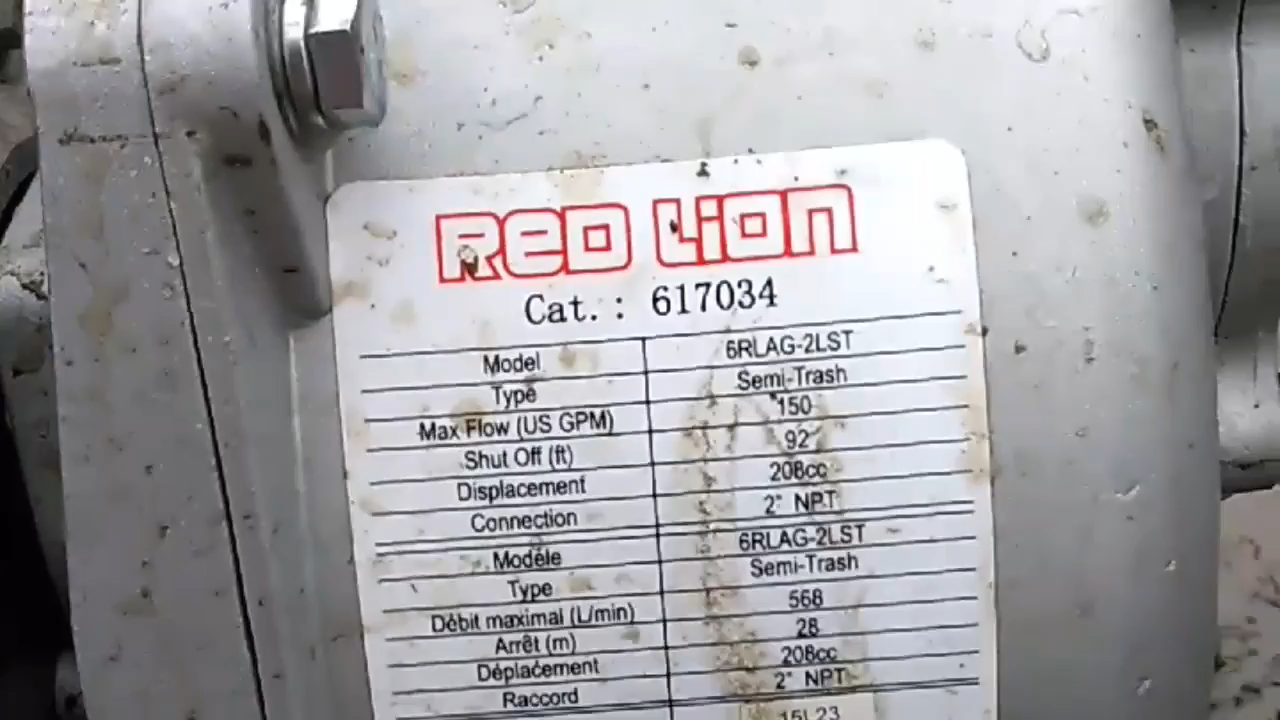 RED LION
Cat.: 617034
Model 6RLAG-2LST
Type Semi-Trash
Max Flow (US GPM) 150
Shut Off (ft) 92
Displacement 208cc
Connection 2" NPT
Modèle 6RLAG-2LST
Type Semi-Trash
Débit maximal (L/min) 568
Arrêt (m) 28
Déplacement 208cc
Raccord 2" NPT
15L23